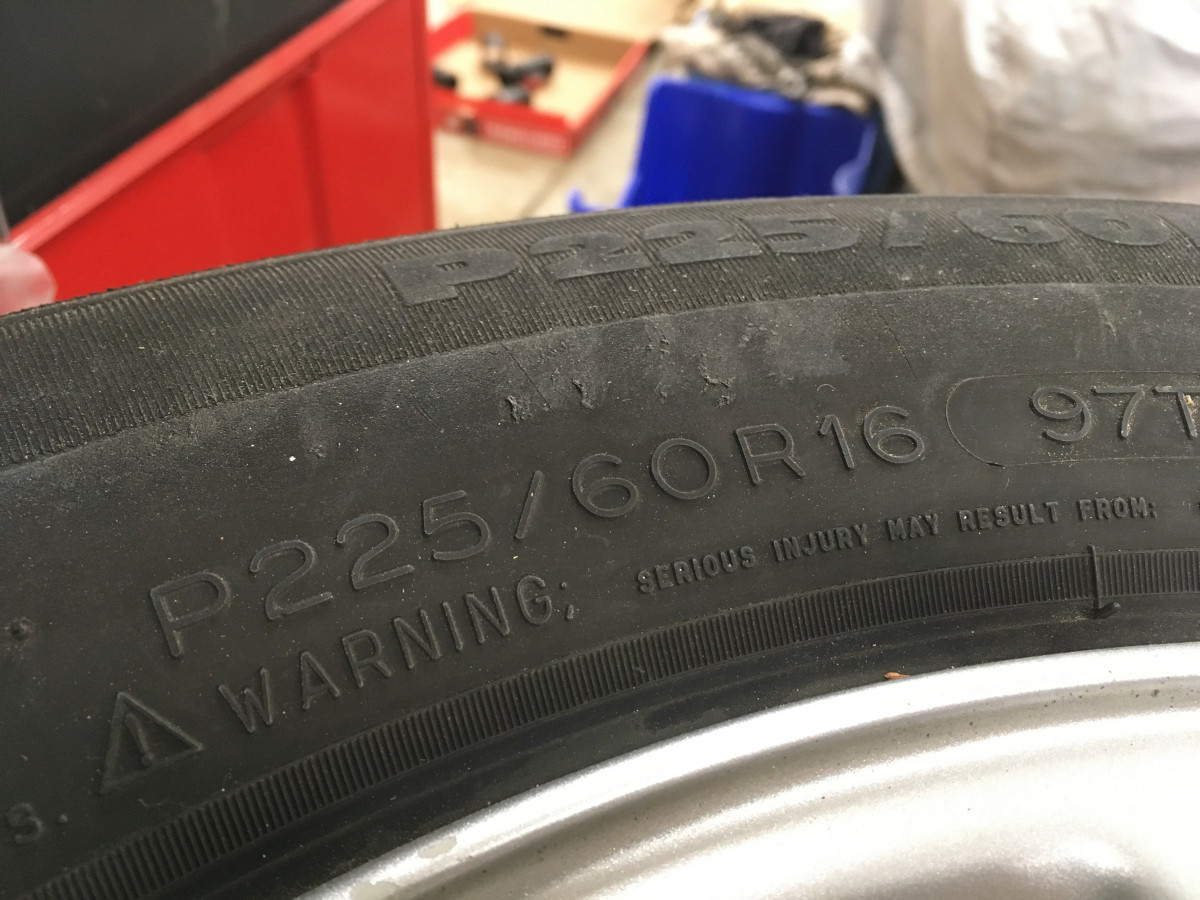 P225/60
P225/60R16 97T
WARNING; SERIOUS INJURY MAY RESULT FROM:
S.